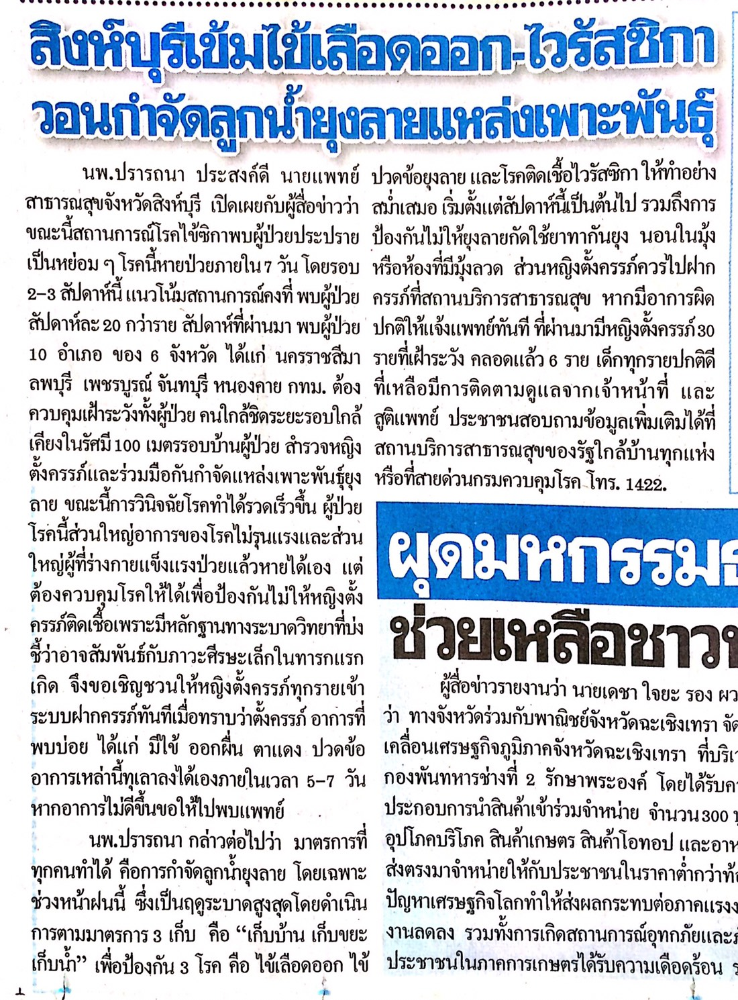 สิงห์บุรีเข้มไข้เลือดออก-ไวรัสซิกา
วอนกำจัดลูกน้ำยุงลายแหล่งเพาะพันธุ์
นพ.ปรารถนา ประสงค์ดี นายแพทย์
สาธารณสุขจังหวัดสิงห์บุรี เปิดเผยกับผู้สื่อข่าวว่า
ขณะนี้สถานการณ์โรคไข้ซิกาพบผู้ป่วยประปราย
เป็นหย่อม ๆ โรคนี้หายป่วยภายใน 7 วัน โดยรอบ
2-3 สัปดาห์นี้ แนวโน้มสถานการณ์คงที่ พบผู้ป่วย
สัปดาห์ละ 20 กว่าราย สัปดาห์ที่ผ่านมา พบผู้ป่วย
10 อำเภอ ของ 6 จังหวัด ได้แก่ นครราชสีมา
ลพบุรี เพชรบูรณ์ จันทบุรี หนองคาย กทม. ต้อง
ควบคุมเฝ้าระวังทั้งผู้ป่วย คนใกล้ชิดระยะรอบใกล้
เคียงในรัศมี 100 เมตรรอบบ้านผู้ป่วย สำรวจหญิง
ตั้งครรภ์และร่วมมือกันกำจัดแหล่งเพาะพันธุ์ยุง
ลาย ขณะนี้การวินิจฉัยโรคทำได้รวดเร็วขึ้น ผู้ป่วย
โรคนี้ส่วนใหญ่อาการของโรคไม่รุนแรงและส่วน
ใหญ่ผู้ที่ร่างกายแข็งแรงป่วยแล้วหายได้เอง แต่
ต้องควบคุมโรคให้ได้เพื่อป้องกันไม่ให้หญิงตั้ง
ครรภ์ติดเชื้อเพราะมีหลักฐานทางระบาดวิทยาที่บ่ง
ชี้ว่าอาจสัมพันธ์กับภาวะศีรษะเล็กในทารกแรก
เกิด จึงขอเชิญชวนให้หญิงตั้งครรภ์ทุกรายเข้า
ระบบฝากครรภ์ทันทีเมื่อทราบว่าตั้งครรภ์ อาการที่
พบบ่อย ได้แก่ มีไข้ ออกผื่น ตาแดง ปวดข้อ
อาการเหล่านี้ทุเลาลงได้เองภายในเวลา 5-7 วัน
หากอาการไม่ดีขึ้นขอให้ไปพบแพทย์
นพ.ปรารถนา กล่าวต่อไปว่า มาตรการที่
ทุกคนทำได้ คือการกำจัดลูกน้ำยุงลาย โดยเฉพาะ
ช่วงหน้าฝนนี้ ซึ่งเป็นฤดูระบาดสูงสุดโดยดำเนิน
การตามมาตรการ 3 เก็บ คือ “เก็บบ้าน เก็บขยะ
เก็บน้ำ” เพื่อป้องกัน 3 โรค คือ ไข้เลือดออก ไข้
ปวดข้อยุงลาย และโรคติดเชื้อไวรัสซิกา ให้ทำอย่าง
สม่ำเสมอ เริ่มตั้งแต่สัปดาห์นี้เป็นต้นไป รวมถึงการ
ป้องกันไม่ให้ยุงลายกัดใช้ยาทากันยุง นอนในมุ้ง
หรือห้องที่มีมุ้งลวด ส่วนหญิงตั้งครรภ์ควรไปฝาก
ครรภ์ที่สถานบริการสาธารณสุข หากมีอาการผิด
ปกติให้แจ้งแพทย์ทันที ที่ผ่านมามีหญิงตั้งครรภ์ 30
รายที่เฝ้าระวัง คลอดแล้ว 6 ราย เด็กทุกรายปกติดี
ที่เหลือมีการติดตามดูแลจากเจ้าหน้าที่ และ
สูติแพทย์ ประชาชนสอบถามข้อมูลเพิ่มเติมได้ที่
สถานบริการสาธารณสุขของรัฐใกล้บ้านทุกแห่ง
หรือที่สายด่วนกรมควบคุมโรค โทร. 1422.
ผุดมหกรรมธ
ช่วยเหลือชาว
ผู้สื่อข่าวรายงานว่า นายเดชา ใจยะ รอง ผว
ว่า ทางจังหวัดร่วมกับพาณิชย์จังหวัดฉะเชิงเทรา จัด
เคลื่อนเศรษฐกิจภูมิภาคจังหวัดฉะเชิงเทรา ที่บริเว
กองพันทหารช่างที่ 2 รักษาพระองค์ โดยได้รับคว
ประกอบการนำสินค้าเข้าร่วมจำหน่าย จำนวน 300
อุปโภคบริโภค สินค้าเกษตร สินค้าโอทอป และอาห
ส่งตรงมาจำหน่ายให้กับประชาชนในราคาต่ำกว่าท้อ
ปัญหาเศรษฐกิจโลกทำให้ส่งผลกระทบต่อภาคแรงง
งานลดลง รวมทั้งการเกิดสถานการณ์อุทกภัยและภ
ประชาชนในภาคการเกษตรได้รับความเดือดร้อน ร